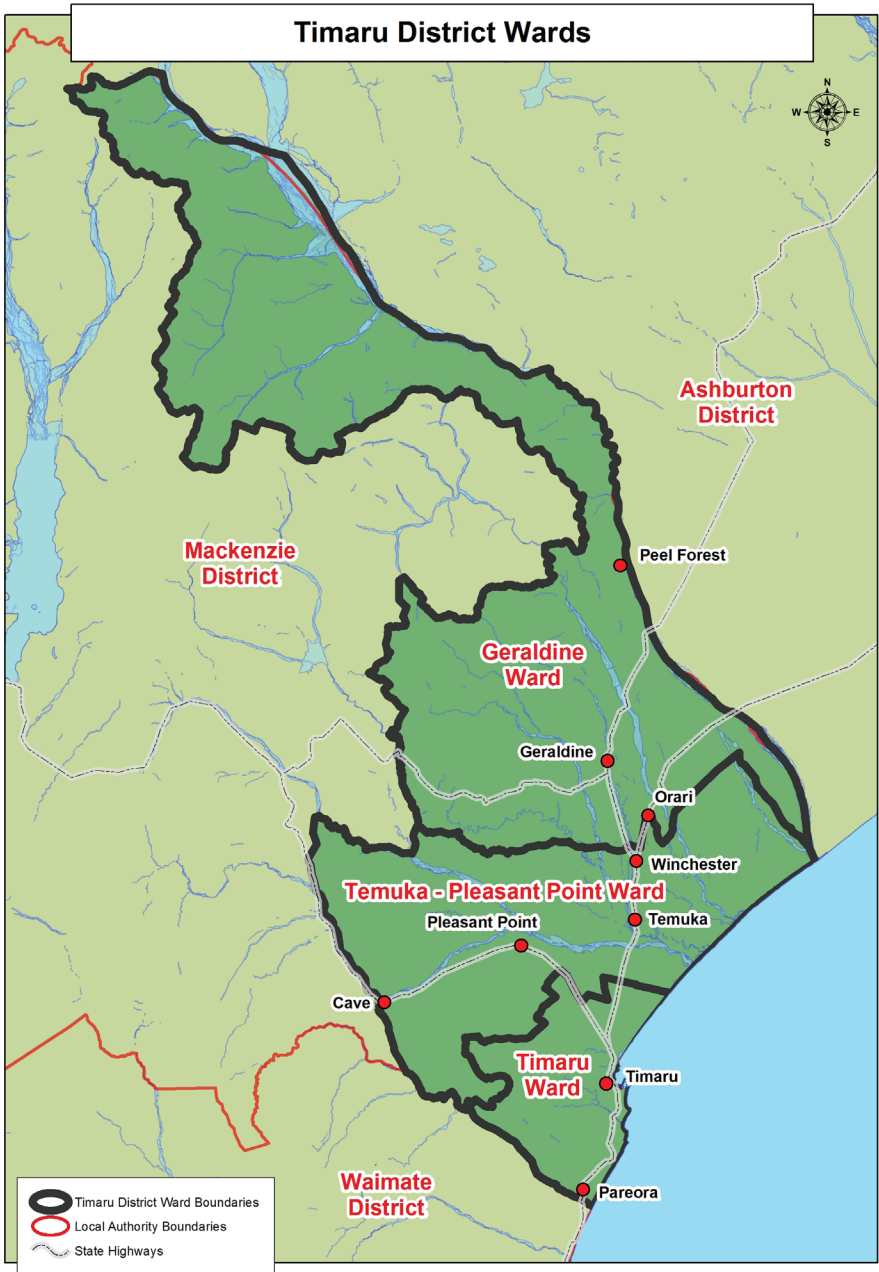 Timaru District Wards
N
W
E
S
Ashburton
District
Mackenzie
District
Peel Forest
Geraldine
Ward
Geraldine
Orari
Winchester
Temuka - Pleasant Point Ward
Pleasant Point
Temuka
Cave
Timaru
Ward
Timaru
Waimate
District
Pareora
Timaru District Ward Boundaries
Local Authority Boundaries
State Highways